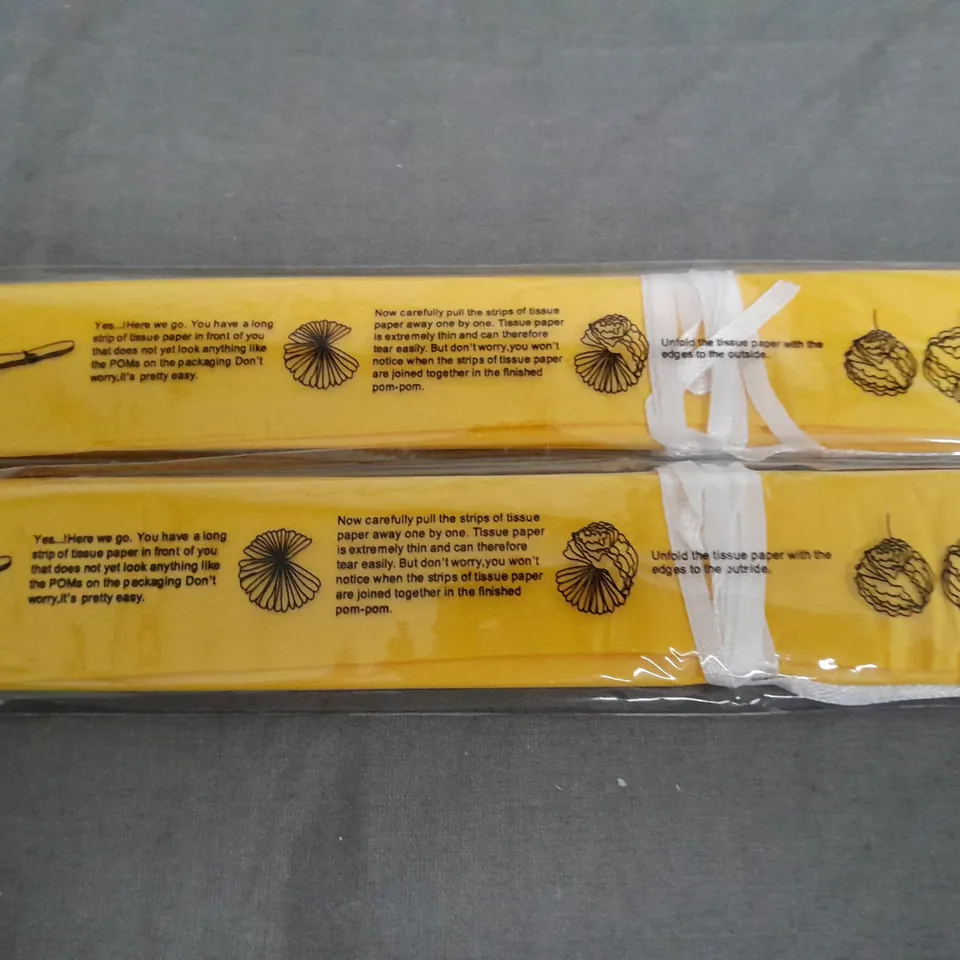 Yes...!Here we go. You have a long
strip of tissue paper in front of you
that does not yet look anything like
the POMs on the packaging Don't
worry,it's pretty easy.
Now carefully pull the strips of tissue
paper away one by one. Tissue paper
is extremely thin and can therefore
tear easily. But don't worry,you won't
notice when the strips of tissue paper
are joined together in the finished
pom-pom.
Unfold the tissue paper with the
edges to the outside.
Yes...!Here we go. You have a long
strip of tissue paper in front of you
that does not yet look anything like
the POMs on the packaging Don't
worry,it's pretty easy.
Now carefully pull the strips of tissue
paper away one by one. Tissue paper
is extremely thin and can therefore
tear easily. But don't worry,you won't
notice when the strips of tissue paper
are joined together in the finished
pom-pom.
Unfold the tissue paper with the
edges to the outside.